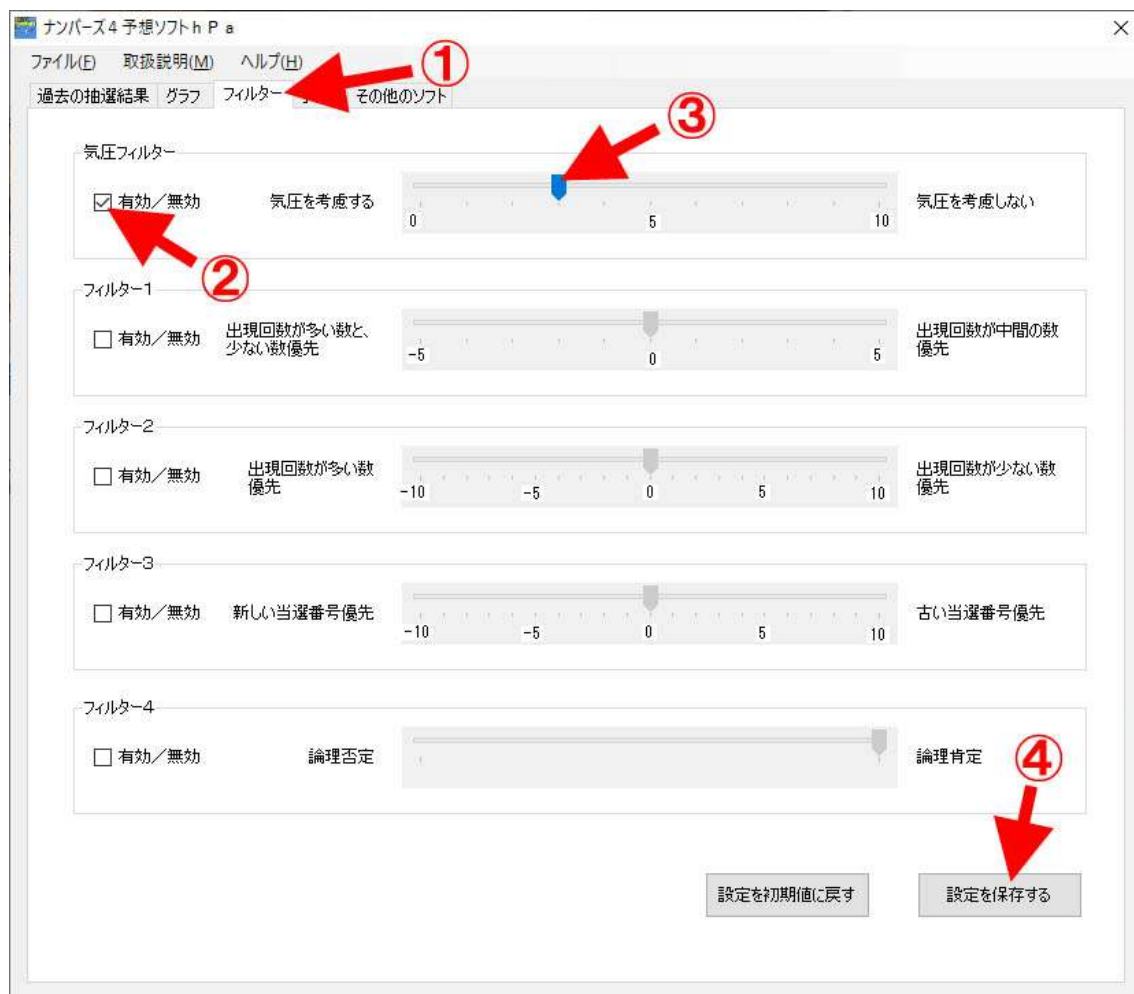 ナンバーズ4予想ソフトhPa
ファイル(F) 取扱説明(M) ヘルプ(H)
①
過去の抽選結果 グラフ フィルター その他のソフト
③
気圧フィルター
有効/無効 気圧を考慮する 気圧を考慮しない
0 5 10
②
フィルター1
有効/無効 出現回数が多い数と、 出現回数が中間の数
少ない数優先 優先
-5 0 5
フィルター2
有効/無効 出現回数が多い数 出現回数が少ない数
優先 優先
-10 -5 0 5 10
フィルター3
有効/無効 新しい当選番号優先 古い当選番号優先
-10 -5 0 5 10
フィルター4
有効/無効 論理否定 論理肯定
④
設定を初期値に戻す 設定を保存する